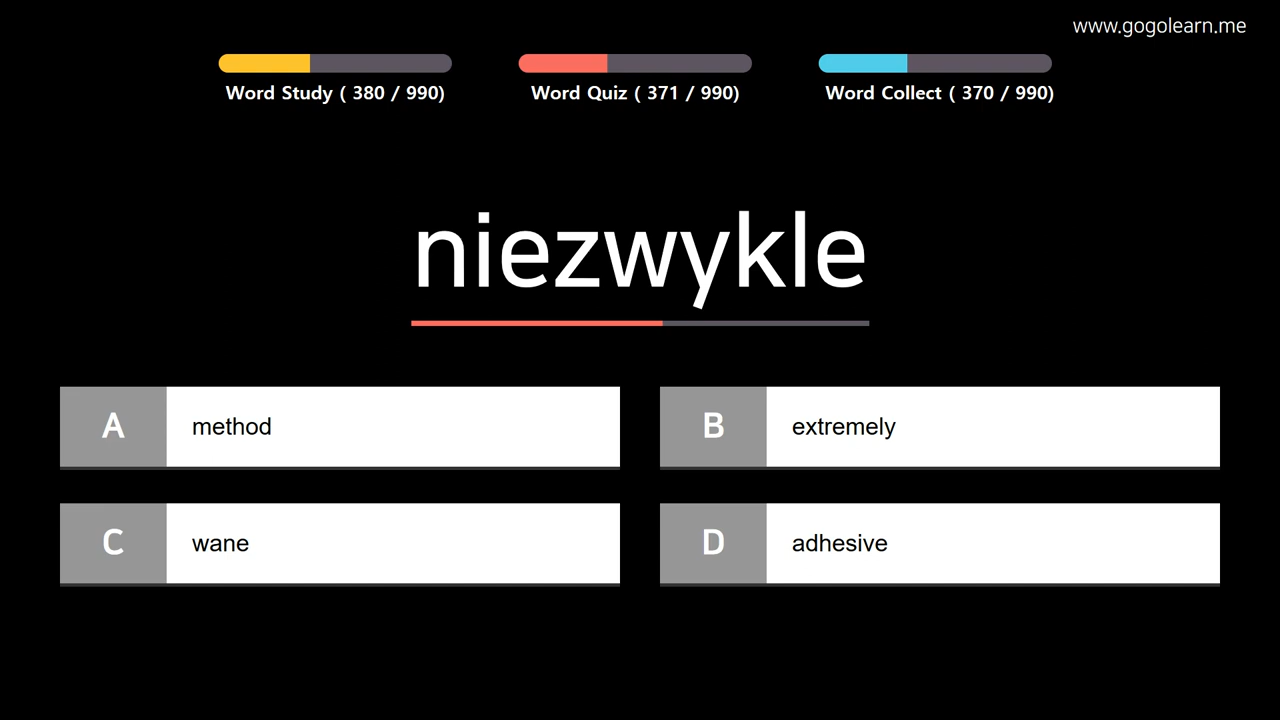 www.gogolearn.me
Word Study ( 380 / 990)
Word Quiz ( 371 / 990)
Word Collect ( 370 / 990)
niezwykle
A method
B extremely
C wane
D adhesive